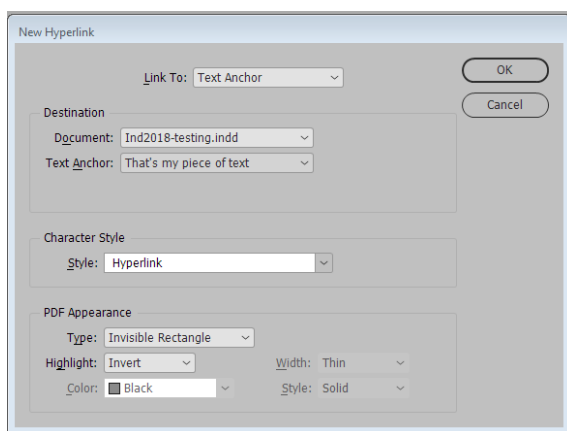 New Hyperlink
Link To: Text Anchor
OK
Cancel
Destination
Document: Ind2018-testing.indd
Text Anchor: That's my piece of text
Character Style
Style: Hyperlink
PDF Appearance
Type: Invisible Rectangle
Highlight: Invert Width: Thin
Color: Black Style: Solid